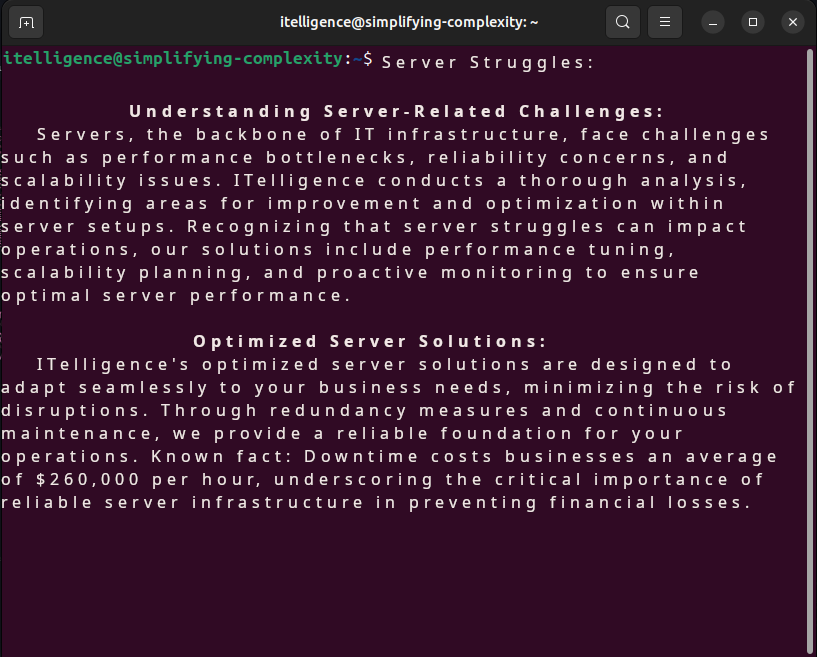 itelligence@simplifying-complexity: ~
itelligence@simplifying-complexity:~$ Server Struggles:
Understanding Server-Related Challenges:
Servers, the backbone of IT infrastructure, face challenges
such as performance bottlenecks, reliability concerns, and
scalability issues. ITelligence conducts a thorough analysis,
identifying areas for improvement and optimization within
server setups. Recognizing that server struggles can impact
operations, our solutions include performance tuning,
scalability planning, and proactive monitoring to ensure
optimal server performance.
Optimized Server Solutions:
ITelligence's optimized server solutions are designed to
adapt seamlessly to your business needs, minimizing the risk of
disruptions. Through redundancy measures and continuous
maintenance, we provide a reliable foundation for your
operations. Known fact: Downtime costs businesses an average
of $260,000 per hour, underscoring the critical importance of
reliable server infrastructure in preventing financial losses.